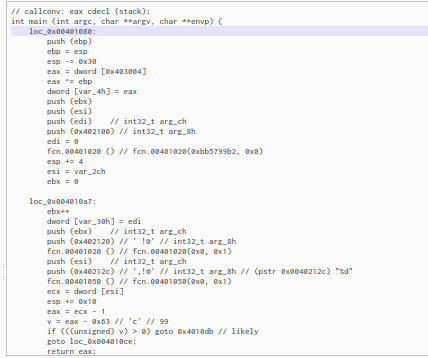 // callconv: eax cdecl (stack);
int main (int argc, char **argv, char **envp) {
loc_0x00401080:
push (ebp)
ebp = esp
esp -= 0x30
eax = dword [0x403004]
eax ^= ebp
dword [var_4h] = eax
push (ebx)
push (esi)
push (edi) // int32_t arg_ch
push (0x402100) // int32_t arg_8h
edi = 0
fcn.00401020 () // fcn.00401020(0xbb5799b2, 0x0)
esp += 4
esi = var_2ch
ebx = 0
loc_0x004010a7:
ebx++
dword [var_30h] = edi
push (ebx) // int32_t arg_ch
push (0x402120) // ' !@' // int32_t arg_8h
fcn.00401020 () // fcn.00401020(0x0, 0x1)
push (esi) // int32_t arg_ch
push (0x40212c) // ',!@' // int32_t arg_8h // (pstr 0x0040212c) "%d"
fcn.00401050 () // fcn.00401050(0x0, 0x1)
ecx = dword [esi]
esp += 0x10
eax = ecx - 1
v = eax - 0x63 // 'c' // 99
if (((unsigned) v) > 0) goto 0x4010db // likely
goto loc_0x004010ce;
return eax;